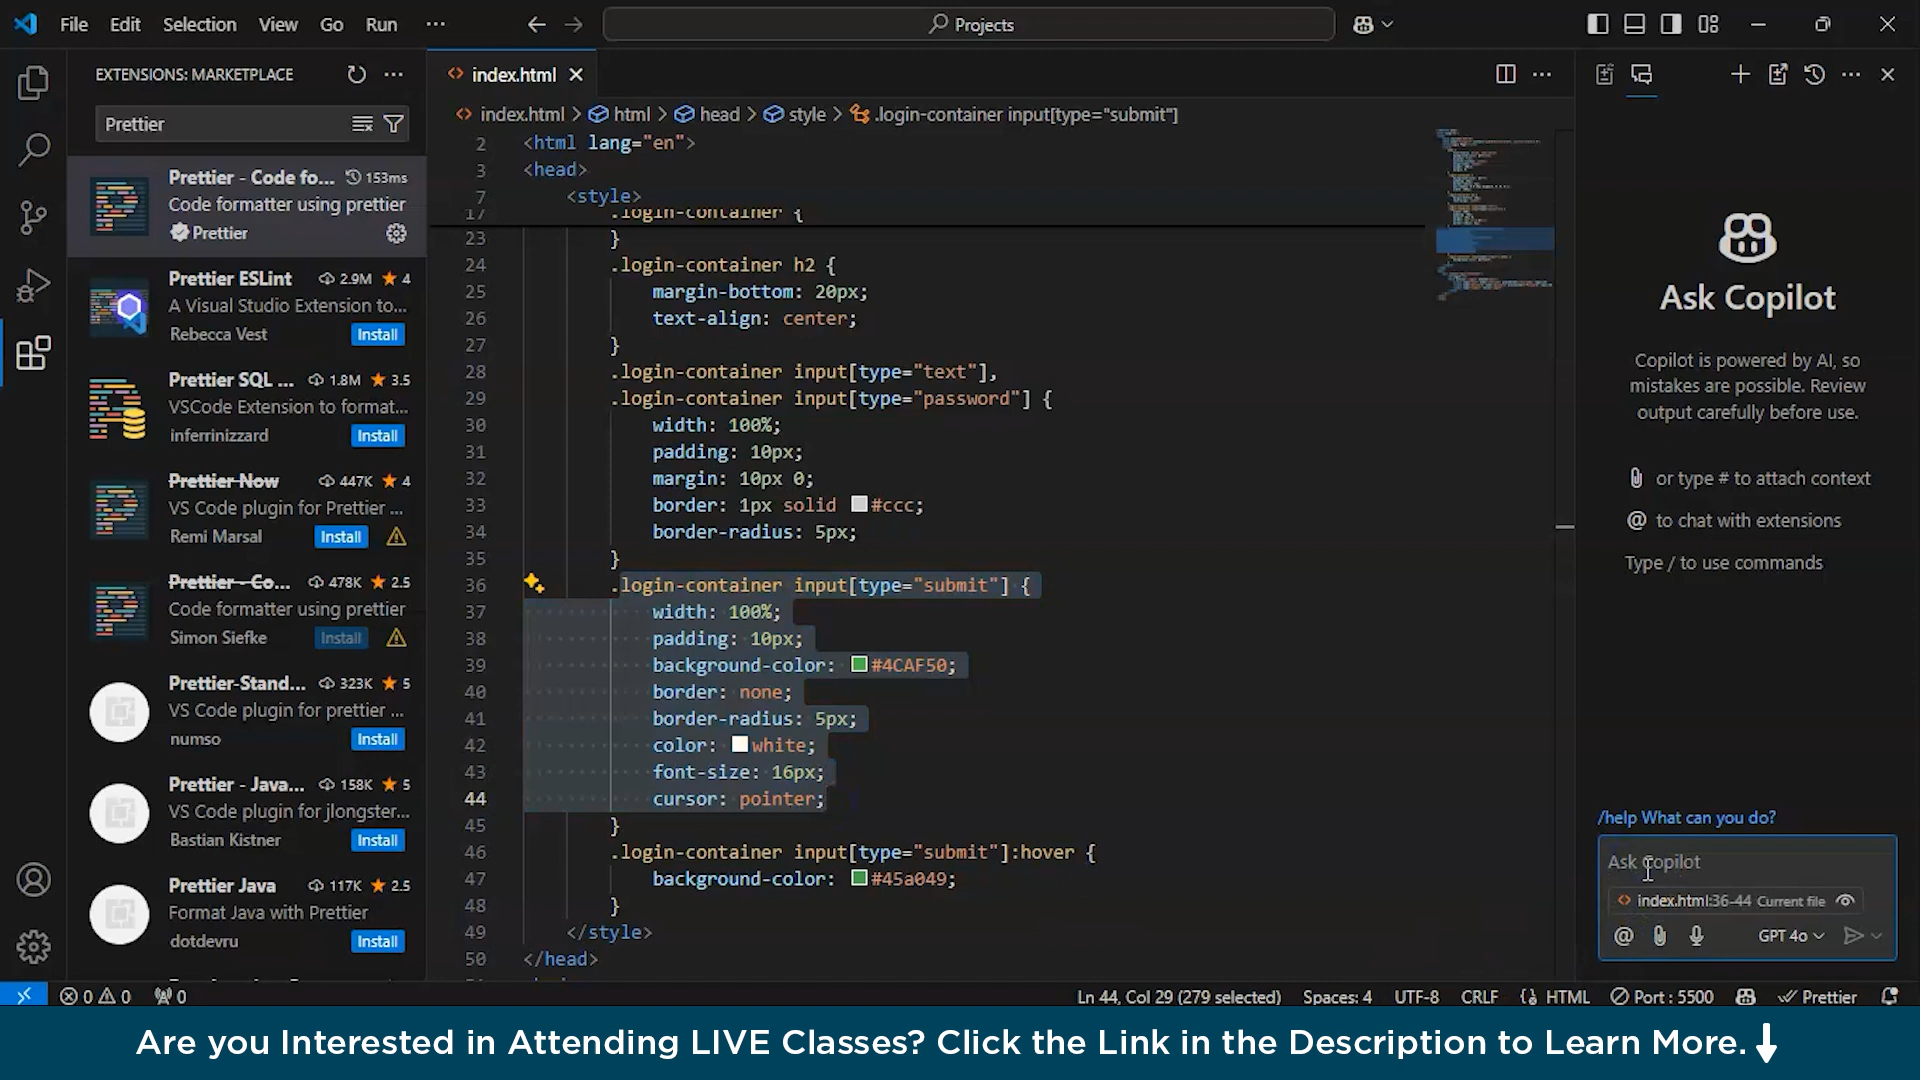 File Edit Selection View Go Run ···
Projects
EXTENSIONS: MARKETPLACE
Prettier
Prettier - Code fo... 153ms
Code formatter using prettier
Prettier
Prettier ESLint 2.9M ★ 4
A Visual Studio Extension to...
Rebecca Vest Install
Prettier SQL ... 1.8M ★ 3.5
VSCode Extension to format...
inferrinizzard Install
Prettier Now 447K ★ 4
VS Code plugin for Prettier ...
Remi Marsal Install
Prettier - Co... 478K ★ 2.5
Code formatter using prettier
Simon Siefke Install
Prettier-Stand... 323K ★ 5
VS Code plugin for prettier ...
numso Install
Prettier - Java... 158K ★ 5
VS Code plugin for jlongster...
Bastian Kistner Install
Prettier Java 117K ★ 2.5
Format Java with Prettier
dotdevru Install
index.html
index.html > html > head > style > .login-container input[type="submit"]
2 <html lang="en">
3 <head>
7 <style>
17 .login-container {
23 }
24 .login-container h2 {
25 margin-bottom: 20px;
26 text-align: center;
27 }
28 .login-container input[type="text"],
29 .login-container input[type="password"] {
30 width: 100%;
31 padding: 10px;
32 margin: 10px 0;
33 border: 1px solid #ccc;
34 border-radius: 5px;
35 }
36 .login-container input[type="submit"] {
37 width: 100%;
38 padding: 10px;
39 background-color: #4CAF50;
40 border: none;
41 border-radius: 5px;
42 color: white;
43 font-size: 16px;
44 cursor: pointer;
45 }
46 .login-container input[type="submit"]:hover {
47 background-color: #45a049;
48 }
49 </style>
50 </head>
Ask Copilot
Copilot is powered by AI, so
mistakes are possible. Review
output carefully before use.
or type # to attach context
@ to chat with extensions
Type / to use commands
/help What can you do?
Ask Copilot
index.html:36-44 Current file
@ GPT 4o
0 0 0
Ln 44, Col 29 (279 selected) Spaces: 4 UTF-8 CRLF {} HTML Port : 5500 Prettier
Are you Interested in Attending LIVE Classes? Click the Link in the Description to Learn More.